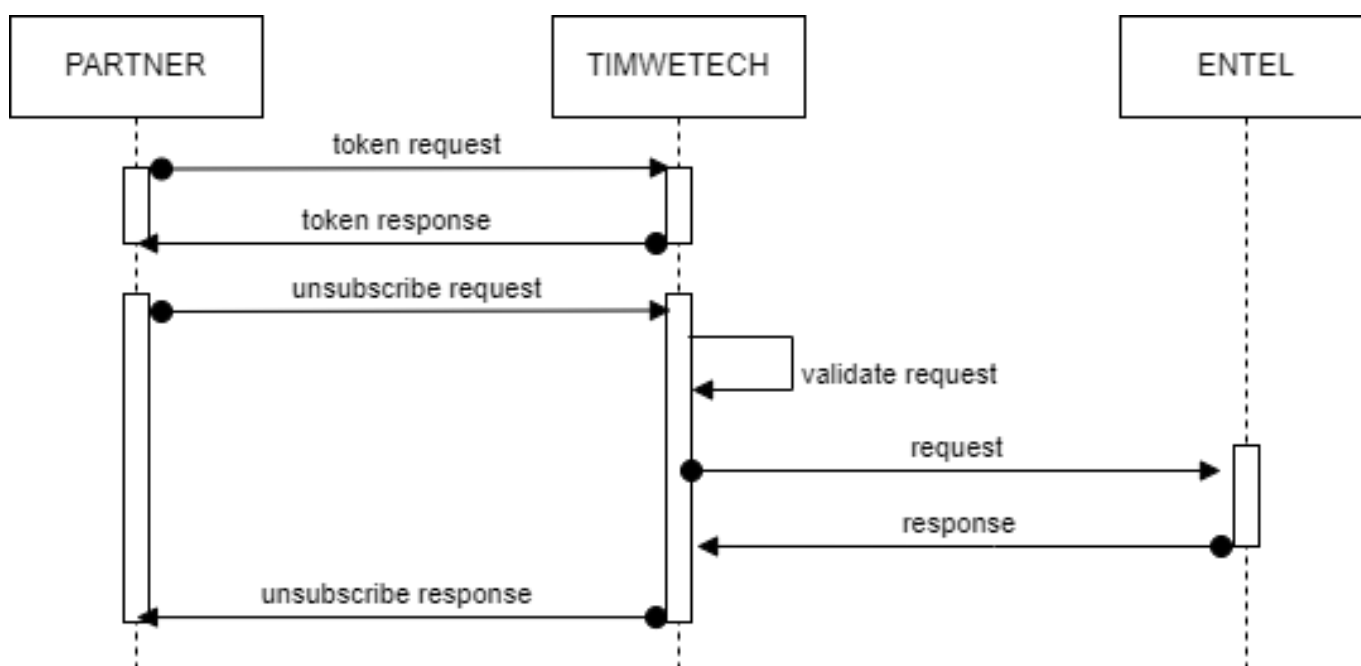 PARTNER
TIMWETECH
ENTEL
token request
token response
unsubscribe request
validate request
request
response
unsubscribe response